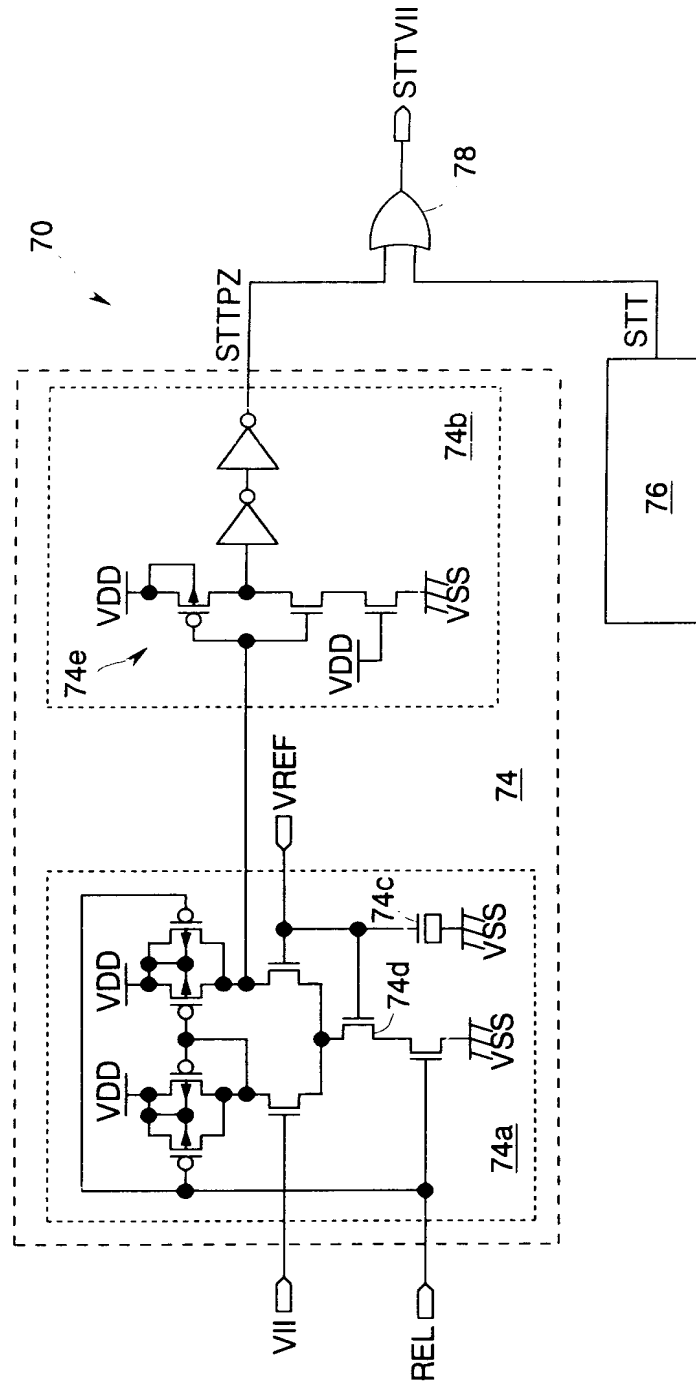 70
STTVII
78
STTPZ
STT
76
74b
VDD
VSS
VDD
74e
74
VREF
VDD
VDD
74c
74d
VSS
VSS
74a
VII
REL